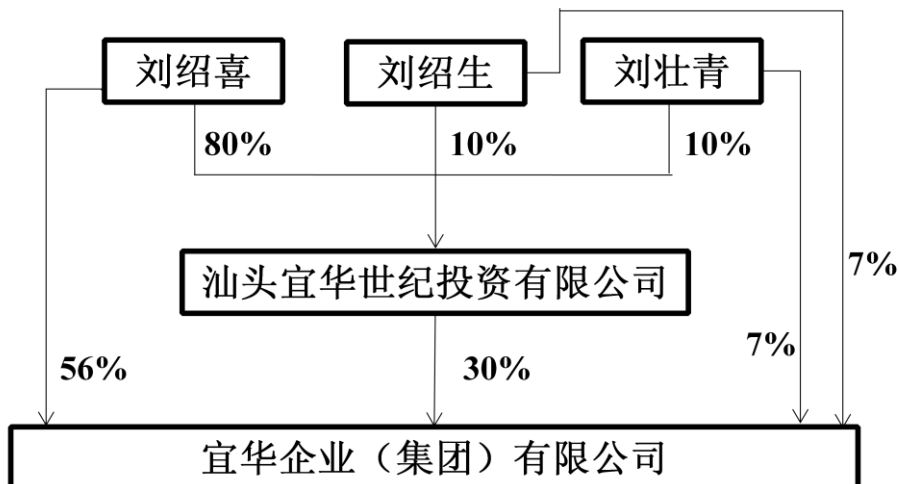 刘绍喜
刘绍生
刘壮青
80%
10%
10%
汕头宜华世纪投资有限公司
7%
7%
56%
30%
宜华企业（集团）有限公司